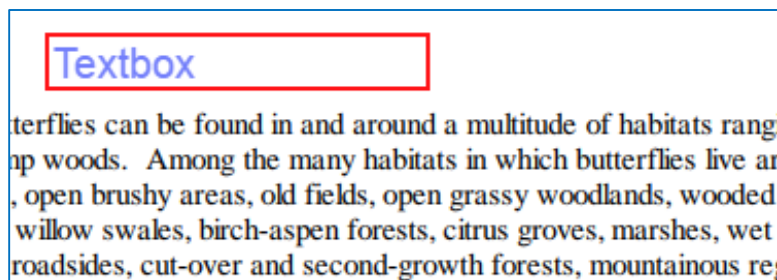 Textbox
terflies can be found in and around a multitude of habitats rangi
np woods. Among the many habitats in which butterflies live ar
, open brushy areas, old fields, open grassy woodlands, wooded
willow swales, birch-aspen forests, citrus groves, marshes, wet
roadsides, cut-over and second-growth forests, mountainous re